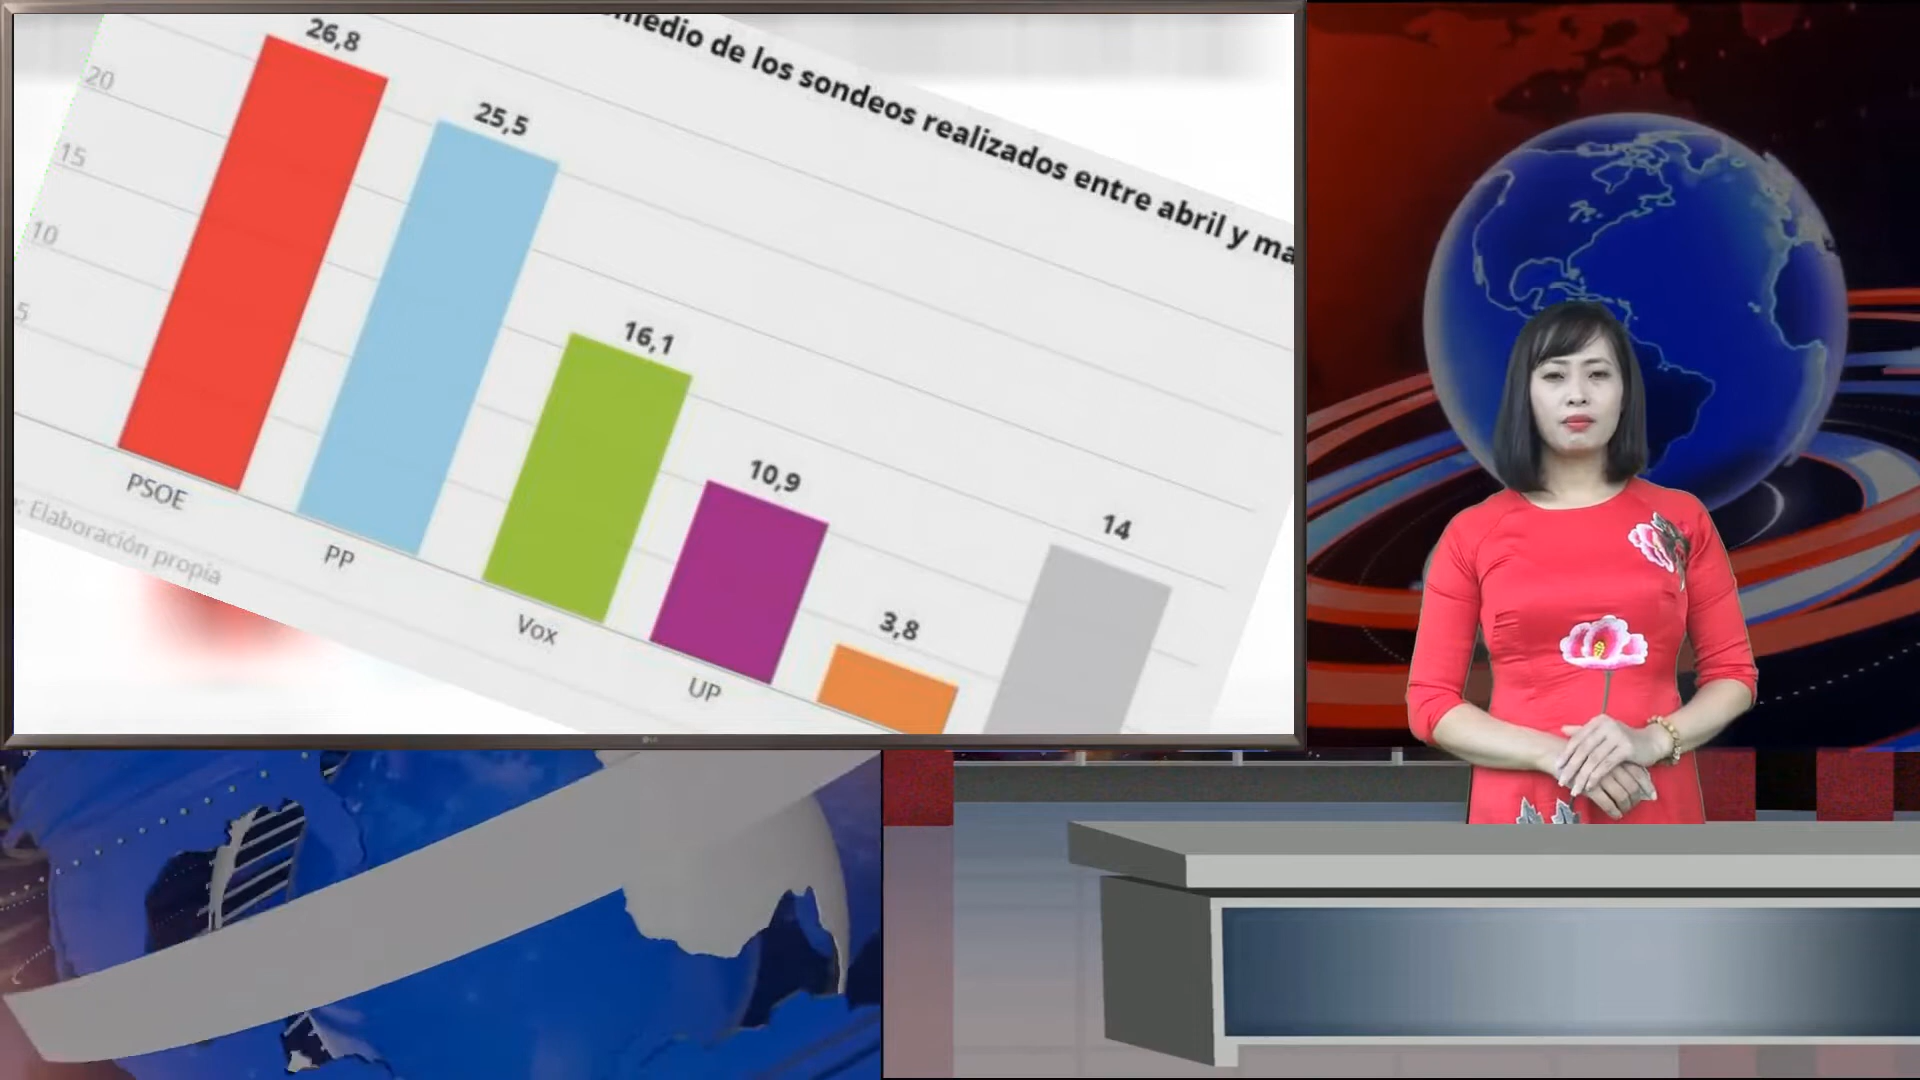 medio de los sondeos realizados entre abril y ma
26,8
25,5
16,1
10,9
3,8
14
20
15
10
5
PSOE
PP
Vox
UP
: Elaboración propia